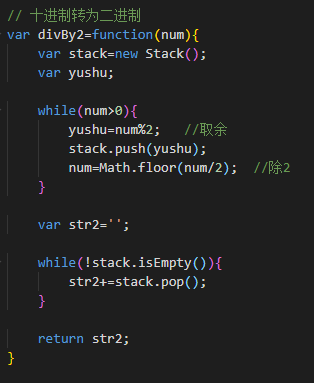 // 十进制转为二进制
var divBy2=function(num){
    var stack=new Stack();
    var yushu;

    while(num>0){
        yushu=num%2;   //取余
        stack.push(yushu);
        num=Math.floor(num/2);  //除2
    }

    var str2='';

    while(!stack.isEmpty()){
        str2+=stack.pop();
    }

    return str2;
}